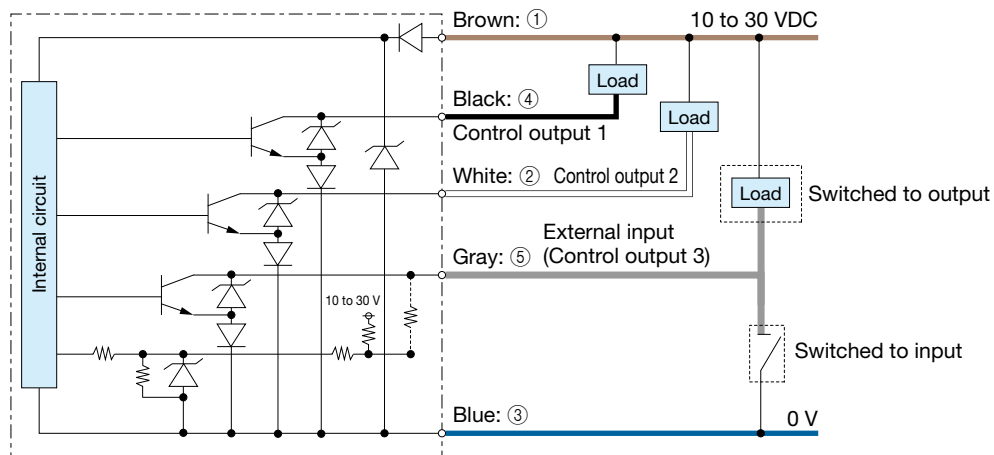 Brown: ①
10 to 30 VDC
Load
Black: ④
Control output 1
Load
White: ② Control output 2
Load
Switched to output
Internal circuit
External input
Gray: ⑤ (Control output 3)
10 to 30 V
Switched to input
Blue: ③
0 V